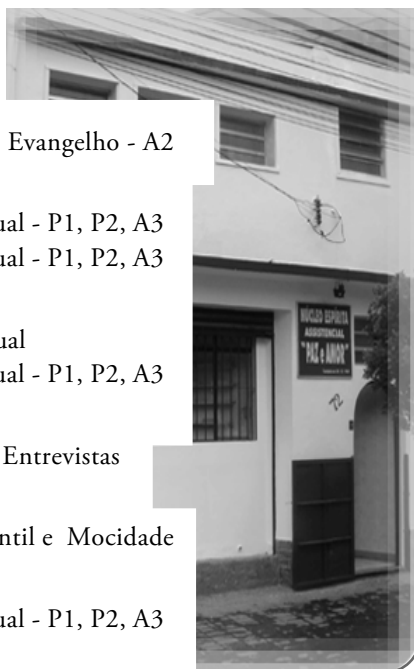 Evangelho - A2
ual - P1, P2, A3
ual - P1, P2, A3
ual
ual - P1, P2, A3
Entrevistas
ntil e Mocidade
ual - P1, P2, A3
NÚCLEO ESPÍRITA
ASSISTENCIAL
"PAZ e AMOR"
72